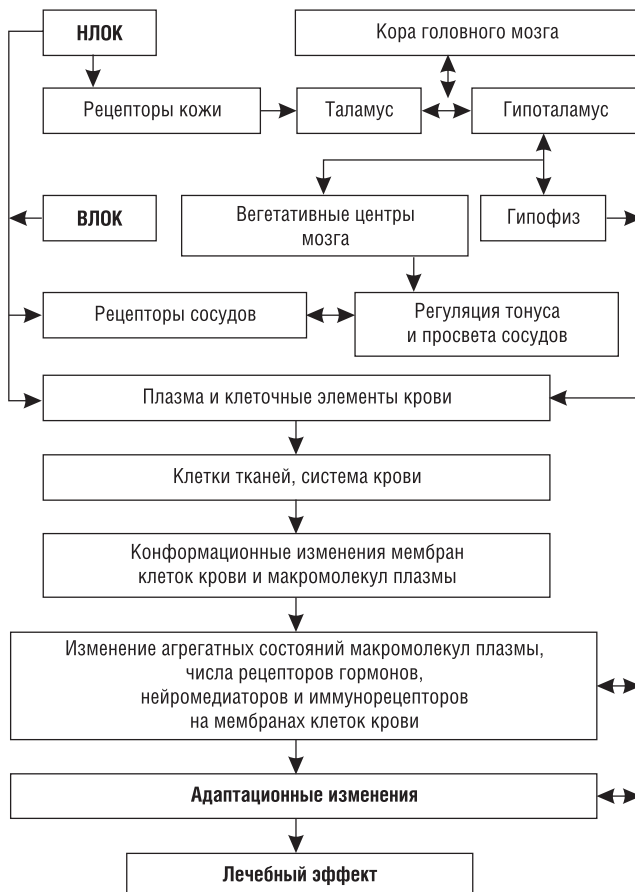 НЛОК
Кора головного мозга
Рецепторы кожи
Таламус
Гипоталамус
ВЛОК
Вегетативные центры
мозга
Гипофиз
Рецепторы сосудов
Регуляция тонуса
и просвета сосудов
Плазма и клеточные элементы крови
Клетки тканей, система крови
Конформационные изменения мембран
клеток крови и макромолекул плазмы
Изменение агрегатных состояний макромолекул плазмы,
числа рецепторов гормонов,
нейромедиаторов и иммунорецепторов
на мембранах клеток крови
Адаптационные изменения
Лечебный эффект